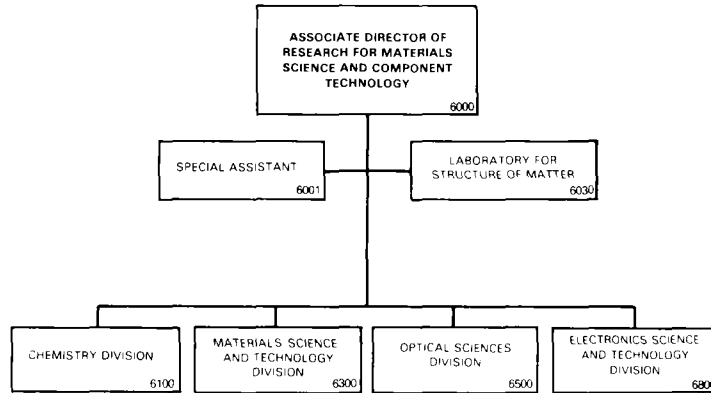 ASSOCIATE DIRECTOR OF
RESEARCH FOR MATERIALS
SCIENCE AND COMPONENT
TECHNOLOGY
6000
SPECIAL ASSISTANT
6001
LABORATORY FOR
STRUCTURE OF MATTER
6030
CHEMISTRY DIVISION
6100
MATERIALS SCIENCE
AND TECHNOLOGY
DIVISION
6300
OPTICAL SCIENCES
DIVISION
6500
ELECTRONICS SCIENCE
AND TECHNOLOGY
DIVISION
6800